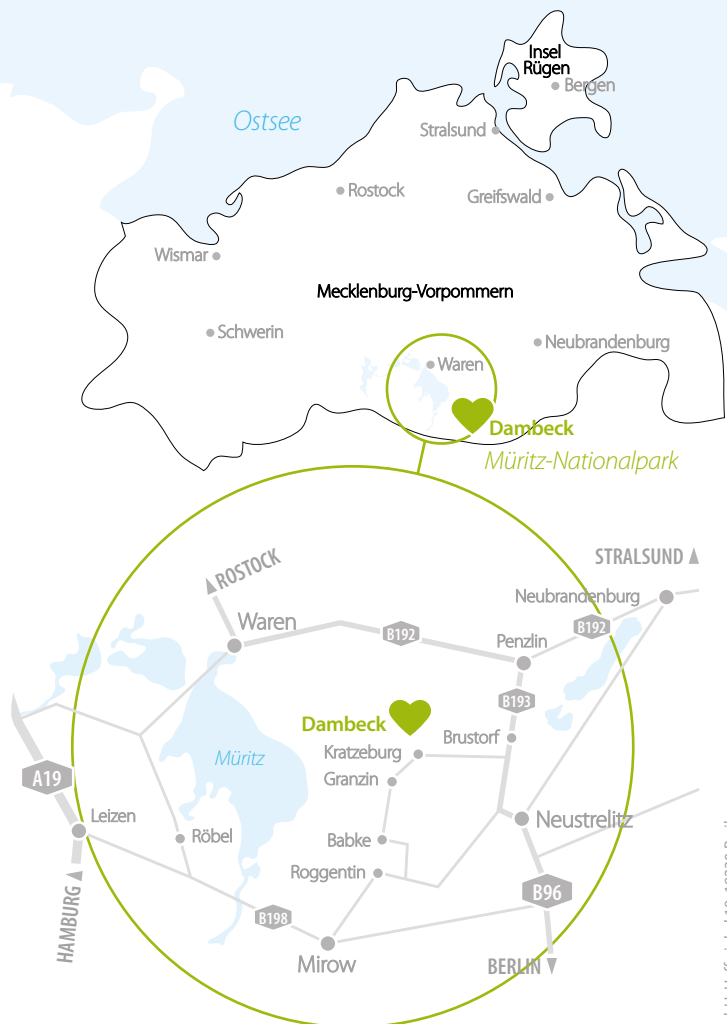 Insel
Rügen
Bergen
Ostsee
Stralsund
Rostock
Greifswald
Wismar
Mecklenburg-Vorpommern
Schwerin
Neubrandenburg
Waren
Dambeck
Müritz-Nationalpark
STRALSUND
ROSTOCK
Neubrandenburg
Waren
B192
B192
Penzlin
B193
Dambeck
Brustorf
Kratzeburg
Müritz
Granzin
A19
Leizen
Neustrelitz
Röbel
Babke
Roggentin
B96
HAMBURG
B198
Mirow
BERLIN